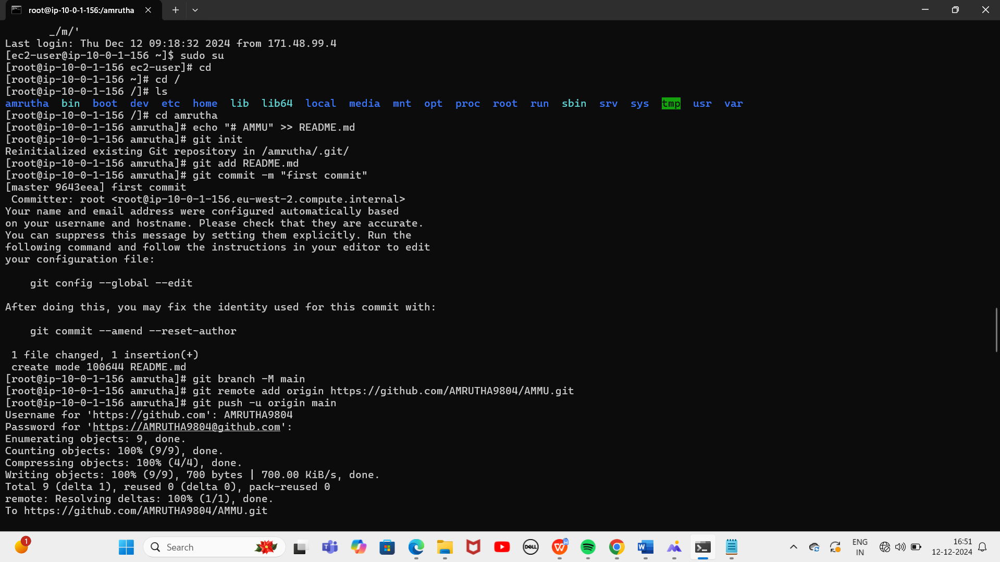 root@ip-10-0-1-156:/amrutha
_/m/'
Last login: Thu Dec 12 09:18:32 2024 from 171.48.99.4
[ec2-user@ip-10-0-1-156 ~]$ sudo su
[root@ip-10-0-1-156 ec2-user]# cd
[root@ip-10-0-1-156 ~]# cd /
[root@ip-10-0-1-156 /]# ls
amrutha  bin  boot  dev  etc  home  lib  lib64  local  media  mnt  opt  proc  root  run  sbin  srv  sys  tmp  usr  var
[root@ip-10-0-1-156 /]# cd amrutha
[root@ip-10-0-1-156 amrutha]# echo "# AMMU" >> README.md
[root@ip-10-0-1-156 amrutha]# git init
Reinitialized existing Git repository in /amrutha/.git/
[root@ip-10-0-1-156 amrutha]# git add README.md
[root@ip-10-0-1-156 amrutha]# git commit -m "first commit"
[master 9643eea] first commit
 Committer: root <root@ip-10-0-1-156.eu-west-2.compute.internal>
Your name and email address were configured automatically based
on your username and hostname. Please check that they are accurate.
You can suppress this message by setting them explicitly. Run the
following command and follow the instructions in your editor to edit
your configuration file:
    git config --global --edit
After doing this, you may fix the identity used for this commit with:
    git commit --amend --reset-author
 1 file changed, 1 insertion(+)
 create mode 100644 README.md
[root@ip-10-0-1-156 amrutha]# git branch -M main
[root@ip-10-0-1-156 amrutha]# git remote add origin https://github.com/AMRUTHA9804/AMMU.git
[root@ip-10-0-1-156 amrutha]# git push -u origin main
Username for 'https://github.com': AMRUTHA9804
Password for 'https://AMRUTHA9804@github.com':
Enumerating objects: 9, done.
Counting objects: 100% (9/9), done.
Compressing objects: 100% (4/4), done.
Writing objects: 100% (9/9), 700 bytes | 700.00 KiB/s, done.
Total 9 (delta 1), reused 0 (delta 0), pack-reused 0
remote: Resolving deltas: 100% (1/1), done.
To https://github.com/AMRUTHA9804/AMMU.git
1
Search
DELL
ENG
IN
16:51
12-12-2024